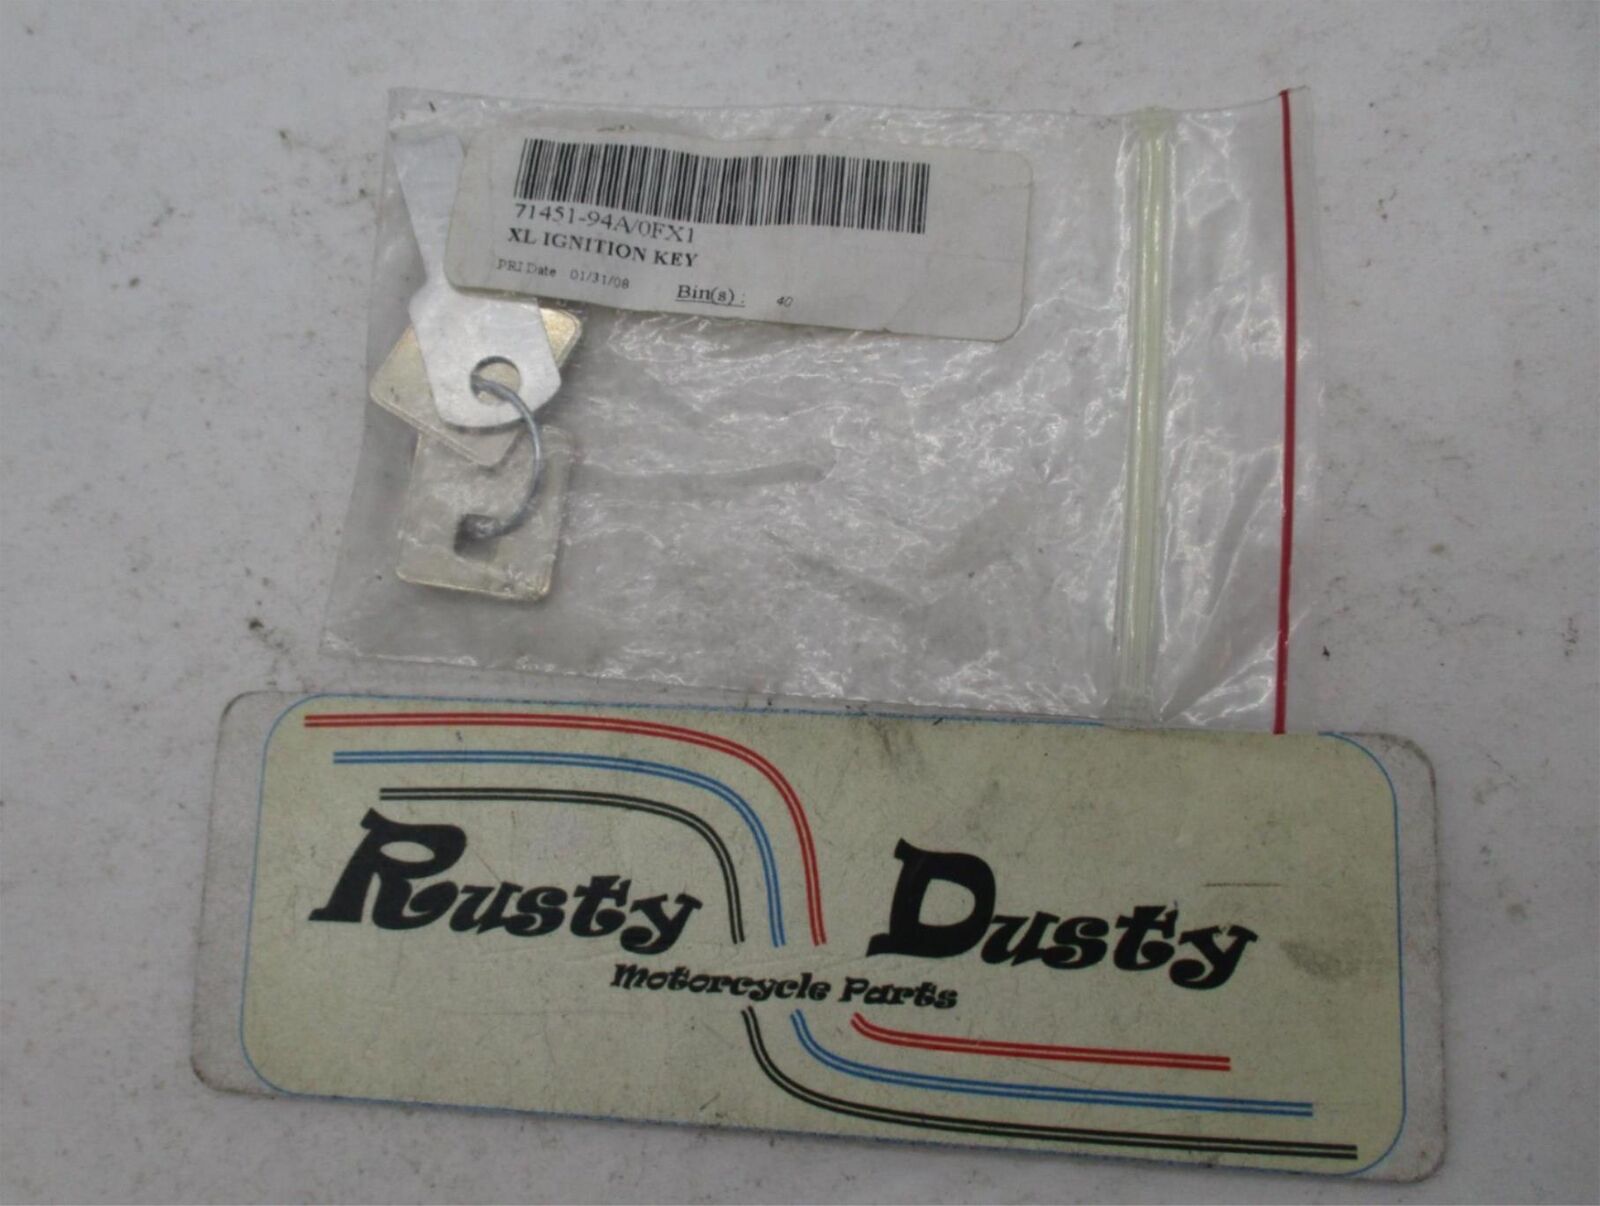 71451-94A/0FX1
XL IGNITION KEY
PRI Date 01/31/08 Bin(s) : 40
Rusty Dusty
Motorcycle Parts